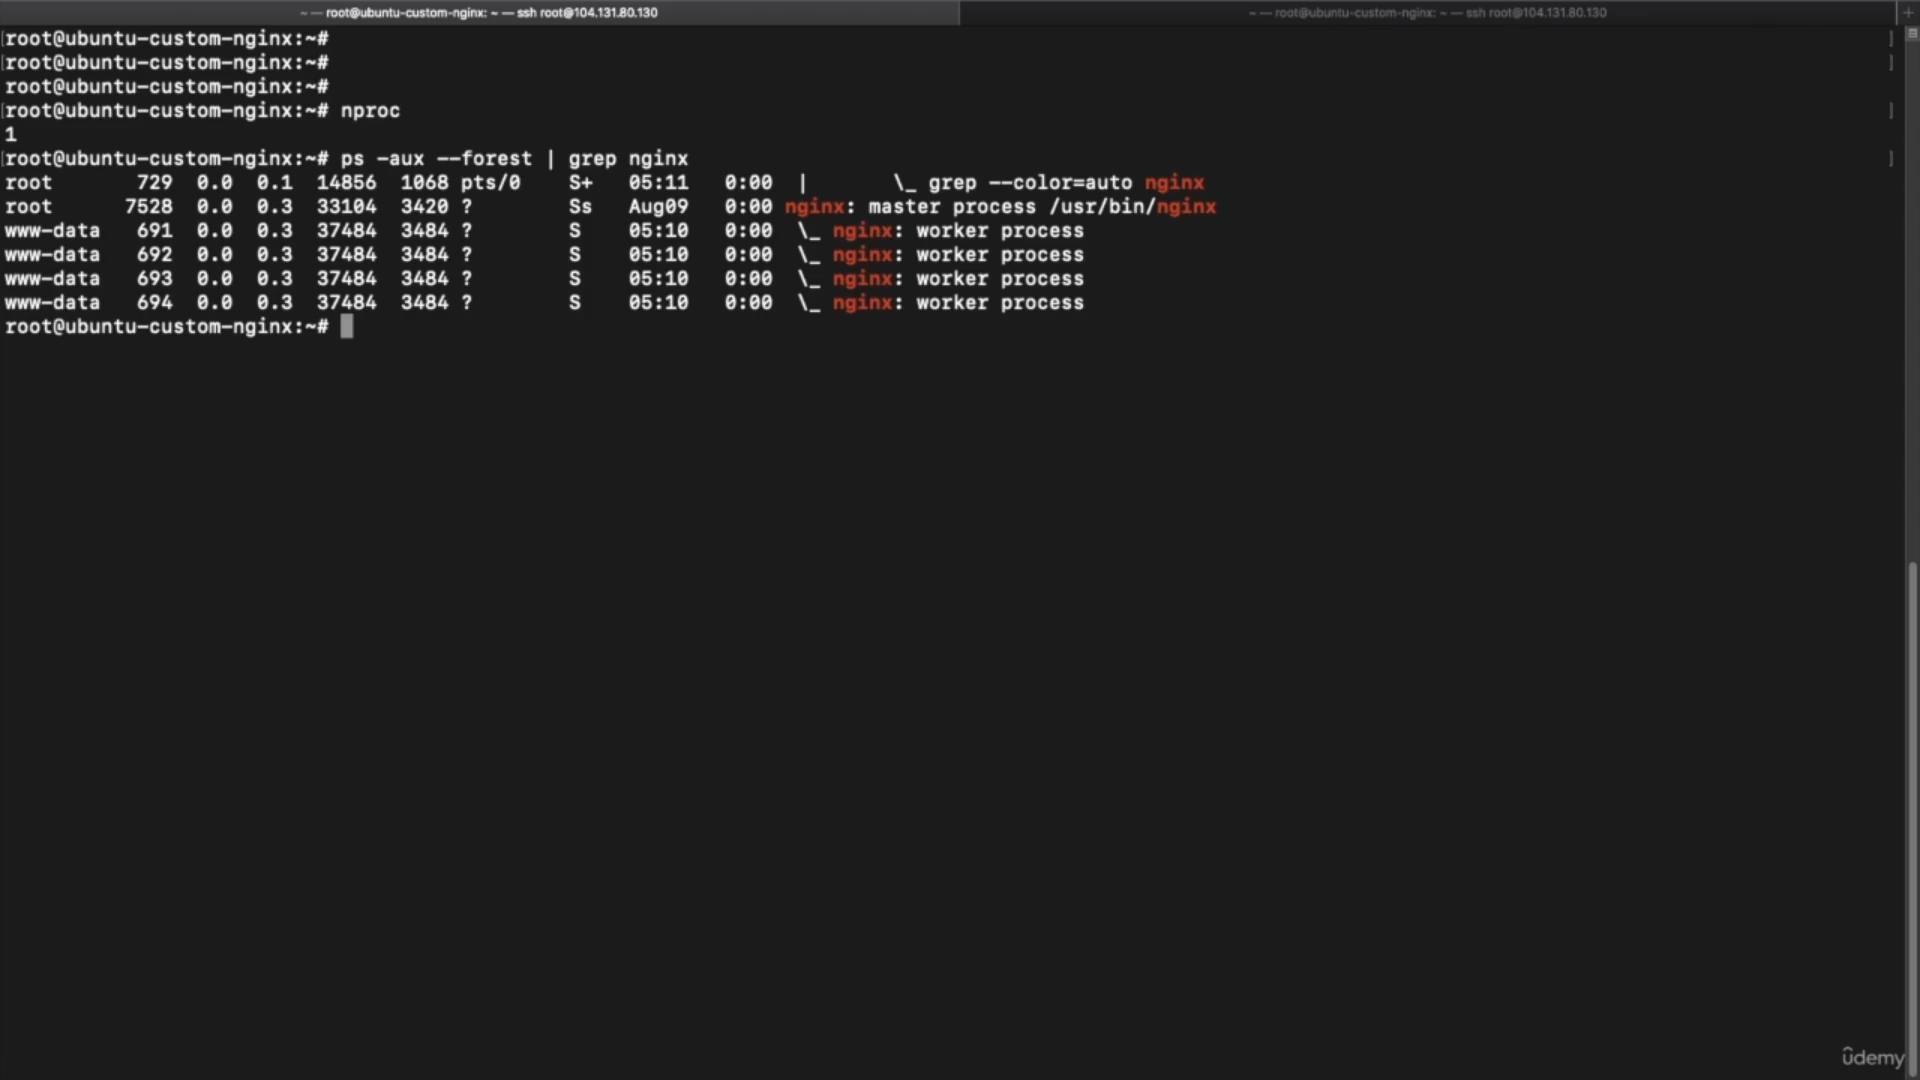 ~ — root@ubuntu-custom-nginx: ~ — ssh root@104.131.80.130
~ — root@ubuntu-custom-nginx: ~ — ssh root@104.131.80.130 +
[root@ubuntu-custom-nginx:~# ]
[root@ubuntu-custom-nginx:~# ]
root@ubuntu-custom-nginx:~#
[root@ubuntu-custom-nginx:~# nproc ]
1
[root@ubuntu-custom-nginx:~# ps -aux --forest | grep nginx ]
root       729  0.0  0.1  14856  1068 pts/0    S+   05:11   0:00  |       \_ grep --color=auto nginx
root      7528  0.0  0.3  33104  3420 ?        Ss   Aug09   0:00 nginx: master process /usr/bin/nginx
www-data   691  0.0  0.3  37484  3484 ?        S    05:10   0:00  \_ nginx: worker process
www-data   692  0.0  0.3  37484  3484 ?        S    05:10   0:00  \_ nginx: worker process
www-data   693  0.0  0.3  37484  3484 ?        S    05:10   0:00  \_ nginx: worker process
www-data   694  0.0  0.3  37484  3484 ?        S    05:10   0:00  \_ nginx: worker process
root@ubuntu-custom-nginx:~#
ûdemy